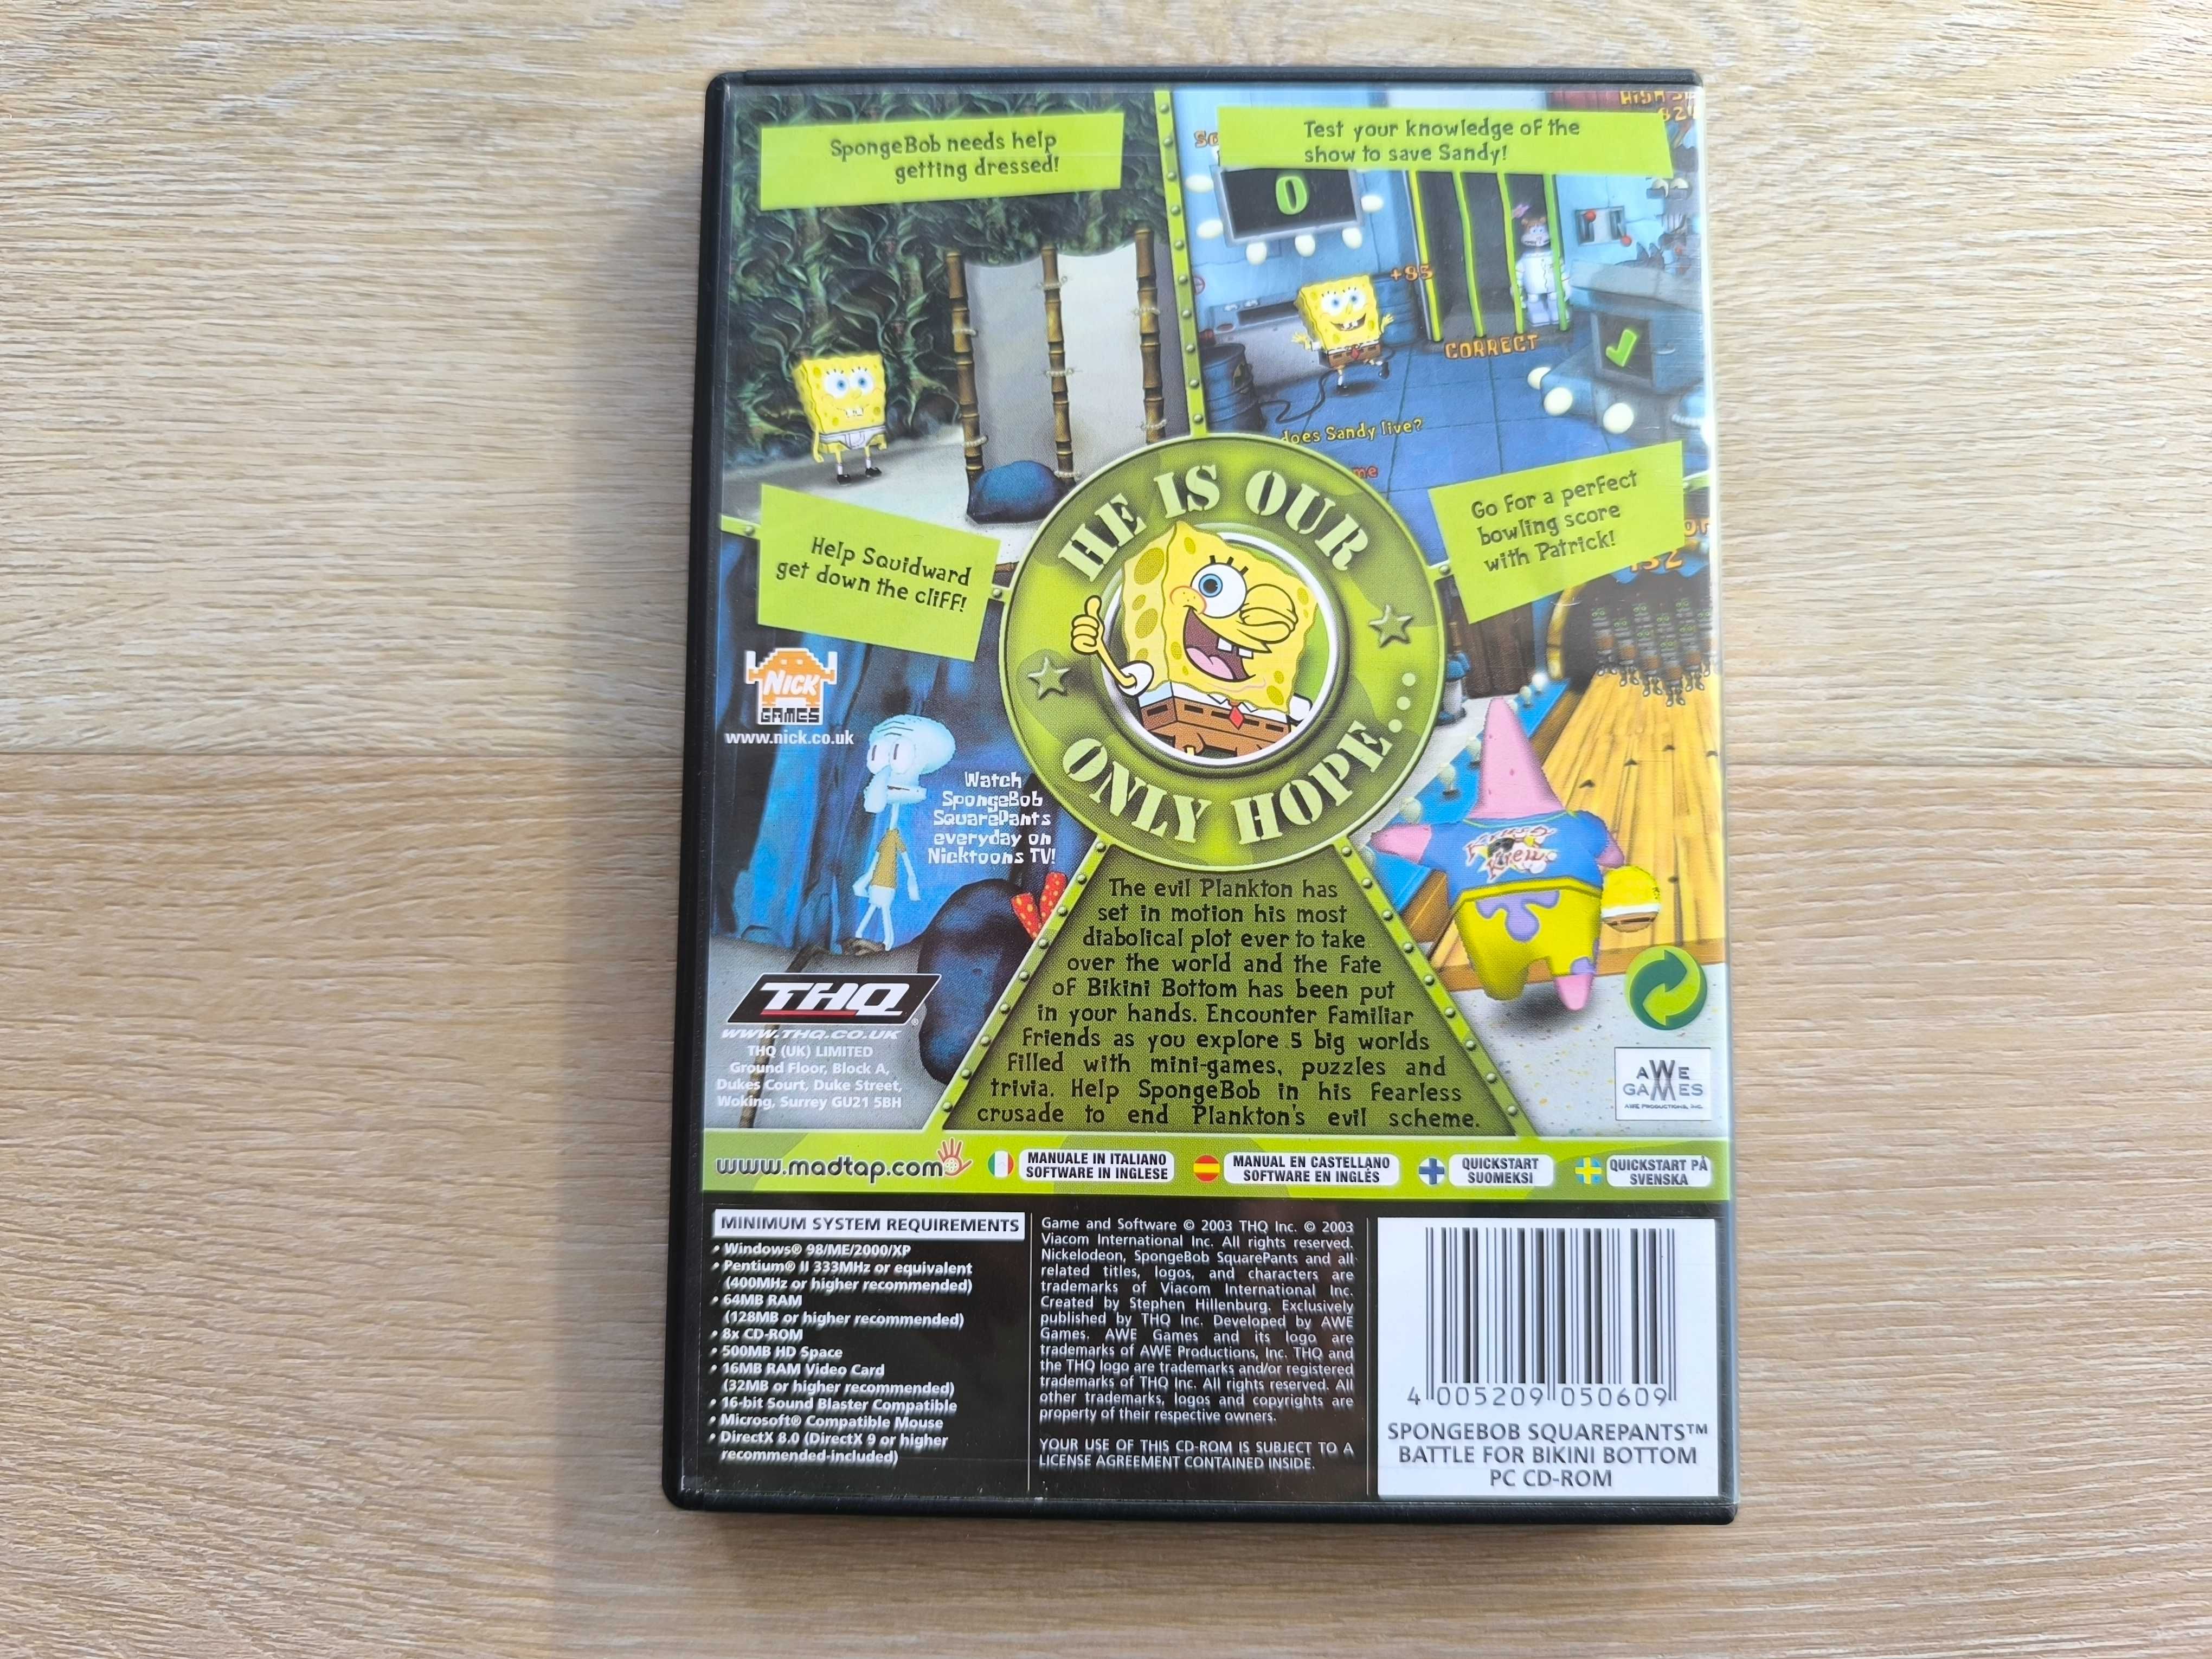 SpongeBob needs help
getting dressed!
Test your knowledge of the
show to save Sandy!
0
+85
CORRECT
does Sandy live?
Help Squidward
get down the cliff!
Go for a perfect
bowling score
with Patrick!
HE IS OUR
ONLY HOPE...
NICK
GAMES
www.nick.co.uk
Watch
SpongeBob
SquarePants
everyday on
Nicktoons TV!
The evil Plankton has
set in motion his most
diabolical plot ever to take
over the world and the fate
of Bikini Bottom has been put
in your hands. Encounter familiar
friends as you explore 5 big worlds
filled with mini-games, puzzles and
trivia. Help SpongeBob in his fearless
crusade to end Plankton's evil scheme.
THQ®
WWW.THQ.CO.UK
THQ (UK) LIMITED
Ground Floor, Block A,
Dukes Court, Duke Street,
Woking, Surrey GU21 5BH
AWE
GAMES
AWE PRODUCTIONS, INC.
www.madtap.com
MANUALE IN ITALIANO
SOFTWARE IN INGLESE
MANUAL EN CASTELLANO
SOFTWARE EN INGLÉS
QUICKSTART
SUOMEKSI
QUICKSTART PÅ
SVENSKA
MINIMUM SYSTEM REQUIREMENTS
• Windows® 98/ME/2000/XP
• Pentium® II 333MHz or equivalent
(400MHz or higher recommended)
• 64MB RAM
(128MB or higher recommended)
• 8x CD-ROM
• 500MB HD Space
• 16MB RAM Video Card
(32MB or higher recommended)
• 16-bit Sound Blaster Compatible
• Microsoft® Compatible Mouse
• DirectX 8.0 (DirectX 9 or higher
recommended-included)
Game and Software © 2003 THQ Inc. © 2003
Viacom International Inc. All rights reserved.
Nickelodeon, SpongeBob SquarePants and all
related titles, logos, and characters are
trademarks of Viacom International Inc.
Created by Stephen Hillenburg. Exclusively
published by THQ Inc. Developed by AWE
Games. AWE Games and its logo are
trademarks of AWE Productions, Inc. THQ and
the THQ logo are trademarks and/or registered
trademarks of THQ Inc. All rights reserved. All
other trademarks, logos and copyrights are
property of their respective owners.
YOUR USE OF THIS CD-ROM IS SUBJECT TO A
LICENSE AGREEMENT CONTAINED INSIDE.
4 005209 050609
SPONGEBOB SQUAREPANTS™
BATTLE FOR BIKINI BOTTOM
PC CD-ROM